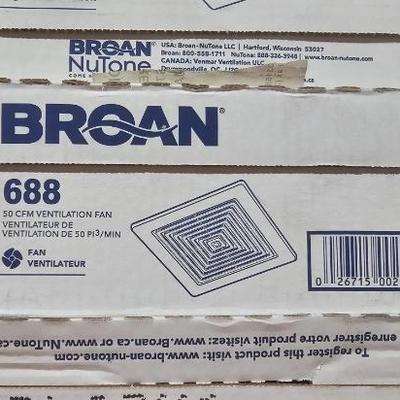 BROAN
NuTone
USA: Broan-NuTone LLC | Hartford, Wisconsin 53027
Broan: 800-558-1711 NuTone: 888-336-3948 | www.broan-nutone.com
CANADA: Venmar Ventilation ULC
BROAN
688
50 CFM VENTILATION FAN
VENTILATEUR DE
VENTILATION DE 50 PI³/MIN
FAN
VENTILATEUR
0 26715 002
To register this product visit: www.broan-nutone.com
enregistrer votre produit visitez: www.Broan.ca or www.NuTone.ca